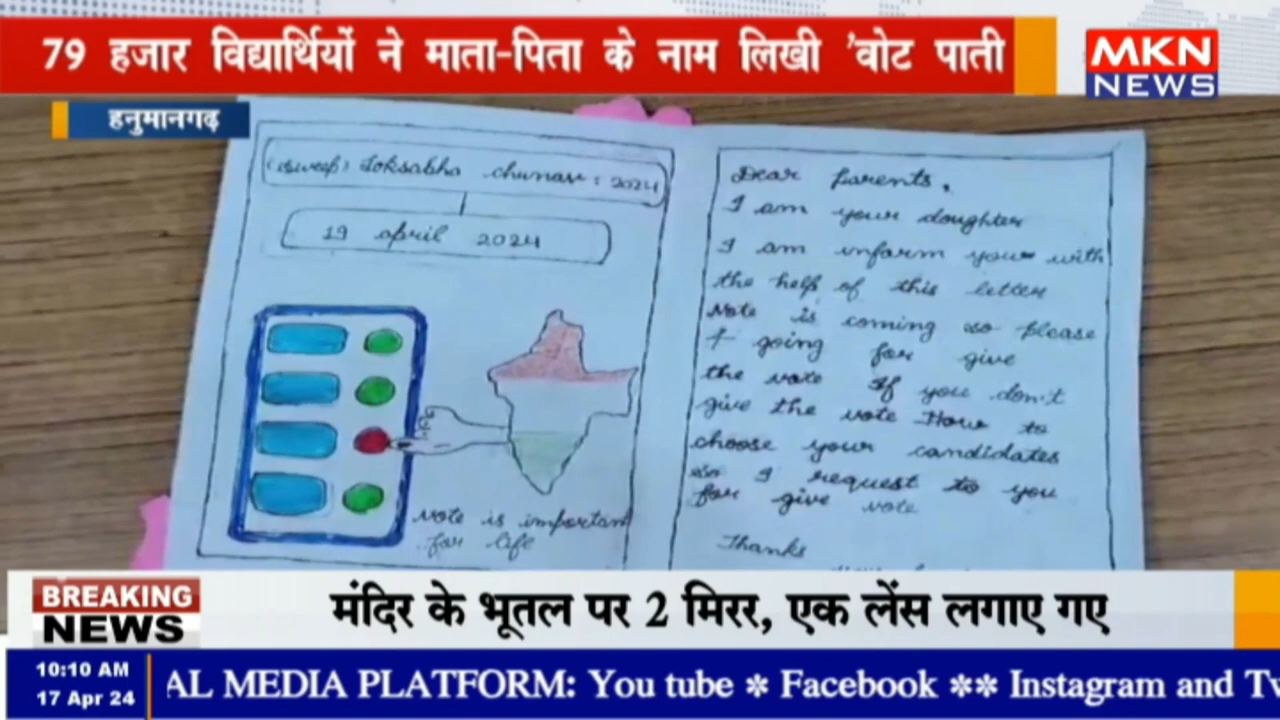 79 हजार विद्यार्थियों ने माता-पिता के नाम लिखी 'वोट पाती
MKN
NEWS
हनुमानगढ़
(sweep) Loksabha chunav : 2024
19 april 2024
vote is important
for life
Dear parents,
I am your doughter
I am inform your with
the help of this letter
vote is coming so please
I going for give
the vote If you don't
give the vote How to
choose your candidates
so I request to you
for give vote
Thanks
BREAKING
NEWS
मंदिर के भूतल पर 2 मिरर, एक लेंस लगाए गए
10:10 AM
17 Apr 24
AL MEDIA PLATFORM: You tube * Facebook ** Instagram and Tw